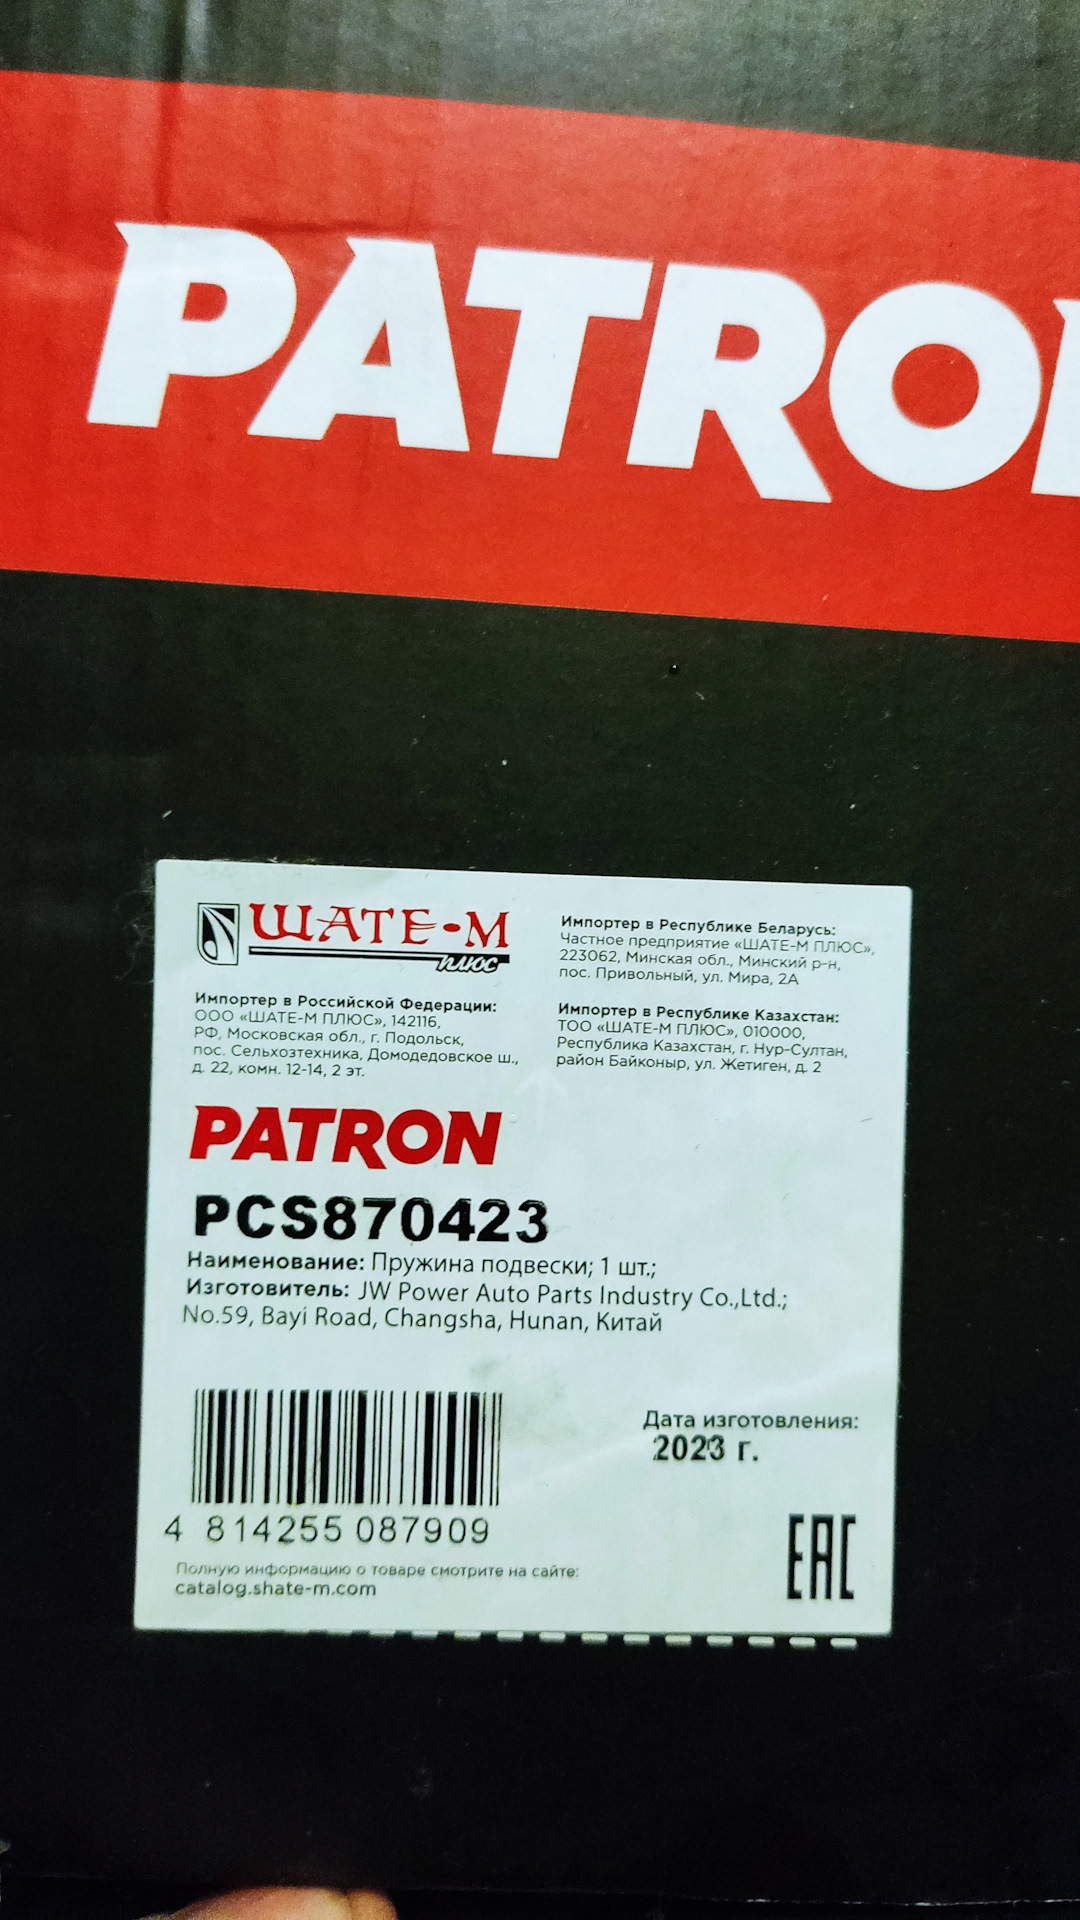 PATRON
ШАТЕ-М
плюс
Импортер в Российской Федерации:
ООО «ШАТЕ-М ПЛЮС», 142116,
РФ, Московская обл., г. Подольск,
пос. Сельхозтехника, Домодедовское ш.,
д. 22, комн. 12-14, 2 эт.
Импортер в Республике Беларусь:
Частное предприятие «ШАТЕ-М ПЛЮС»,
223062, Минская обл., Минский р-н,
пос. Привольный, ул. Мира, 2А
Импортер в Республике Казахстан:
ТОО «ШАТЕ-М ПЛЮС», 010000,
Республика Казахстан, г. Нур-Султан,
район Байконыр, ул. Жетиген, д. 2
PATRON
PCS870423
Наименование: Пружина подвески; 1 шт.;
Изготовитель: JW Power Auto Parts Industry Co.,Ltd.;
No.59, Bayi Road, Changsha, Hunan, Китай
Дата изготовления:
2023 г.
4 814255 087909
Полную информацию о товаре смотрите на сайте:
catalog.shate-m.com
EAC